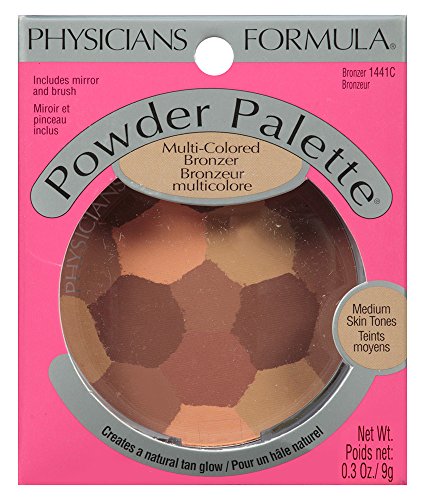 PHYSICIANS FORMULA®
Includes mirror
and brush
Miroir et
pinceau
inclus
Bronzer 1441C
Bronzeur
Powder Palette®
Multi-Colored
Bronzer
Bronzeur
multicolore
PHYSICIANS
Medium
Skin Tones
Teints
moyens
Creates a natural tan glow / Pour un hâle naturel
Net Wt.
Poids net:
0.3 Oz./ 9g